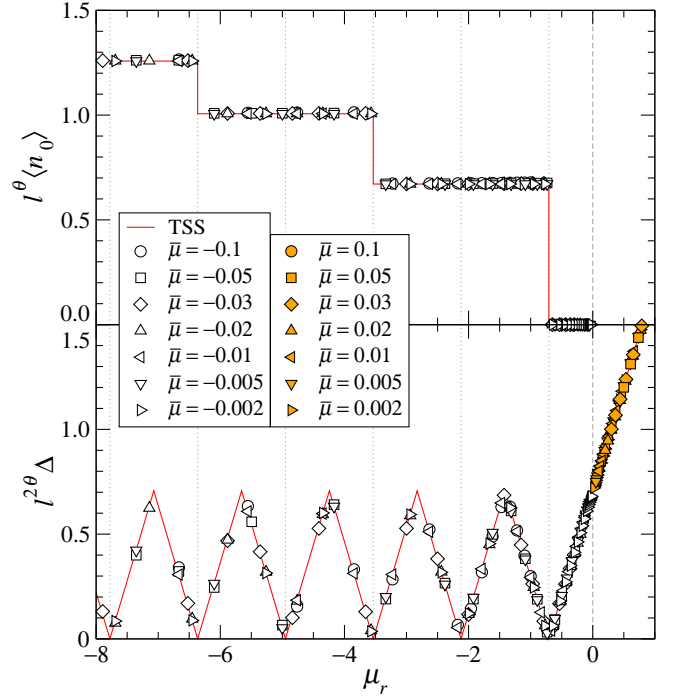 1.5
1.0
l^θ ⟨n_0⟩
0.5
0.0
TSS
μ̄ = −0.1
μ̄ = −0.05
μ̄ = −0.03
μ̄ = −0.02
μ̄ = −0.01
μ̄ = −0.005
μ̄ = −0.002
μ̄ = 0.1
μ̄ = 0.05
μ̄ = 0.03
μ̄ = 0.02
μ̄ = 0.01
μ̄ = 0.005
μ̄ = 0.002
1.5
1.0
l^{2θ} Δ
0.5
0
−8 −6 −4 −2 0
μ_r